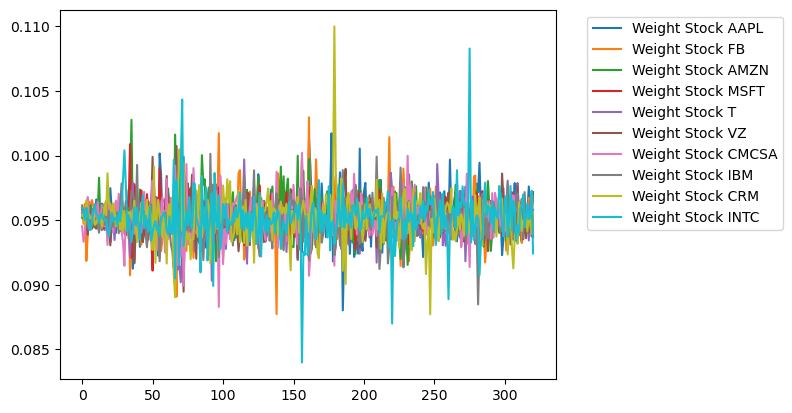 0.110
0.105
0.100
0.095
0.090
0.085
0
50
100
150
200
250
300
Weight Stock AAPL
Weight Stock FB
Weight Stock AMZN
Weight Stock MSFT
Weight Stock T
Weight Stock VZ
Weight Stock CMCSA
Weight Stock IBM
Weight Stock CRM
Weight Stock INTC